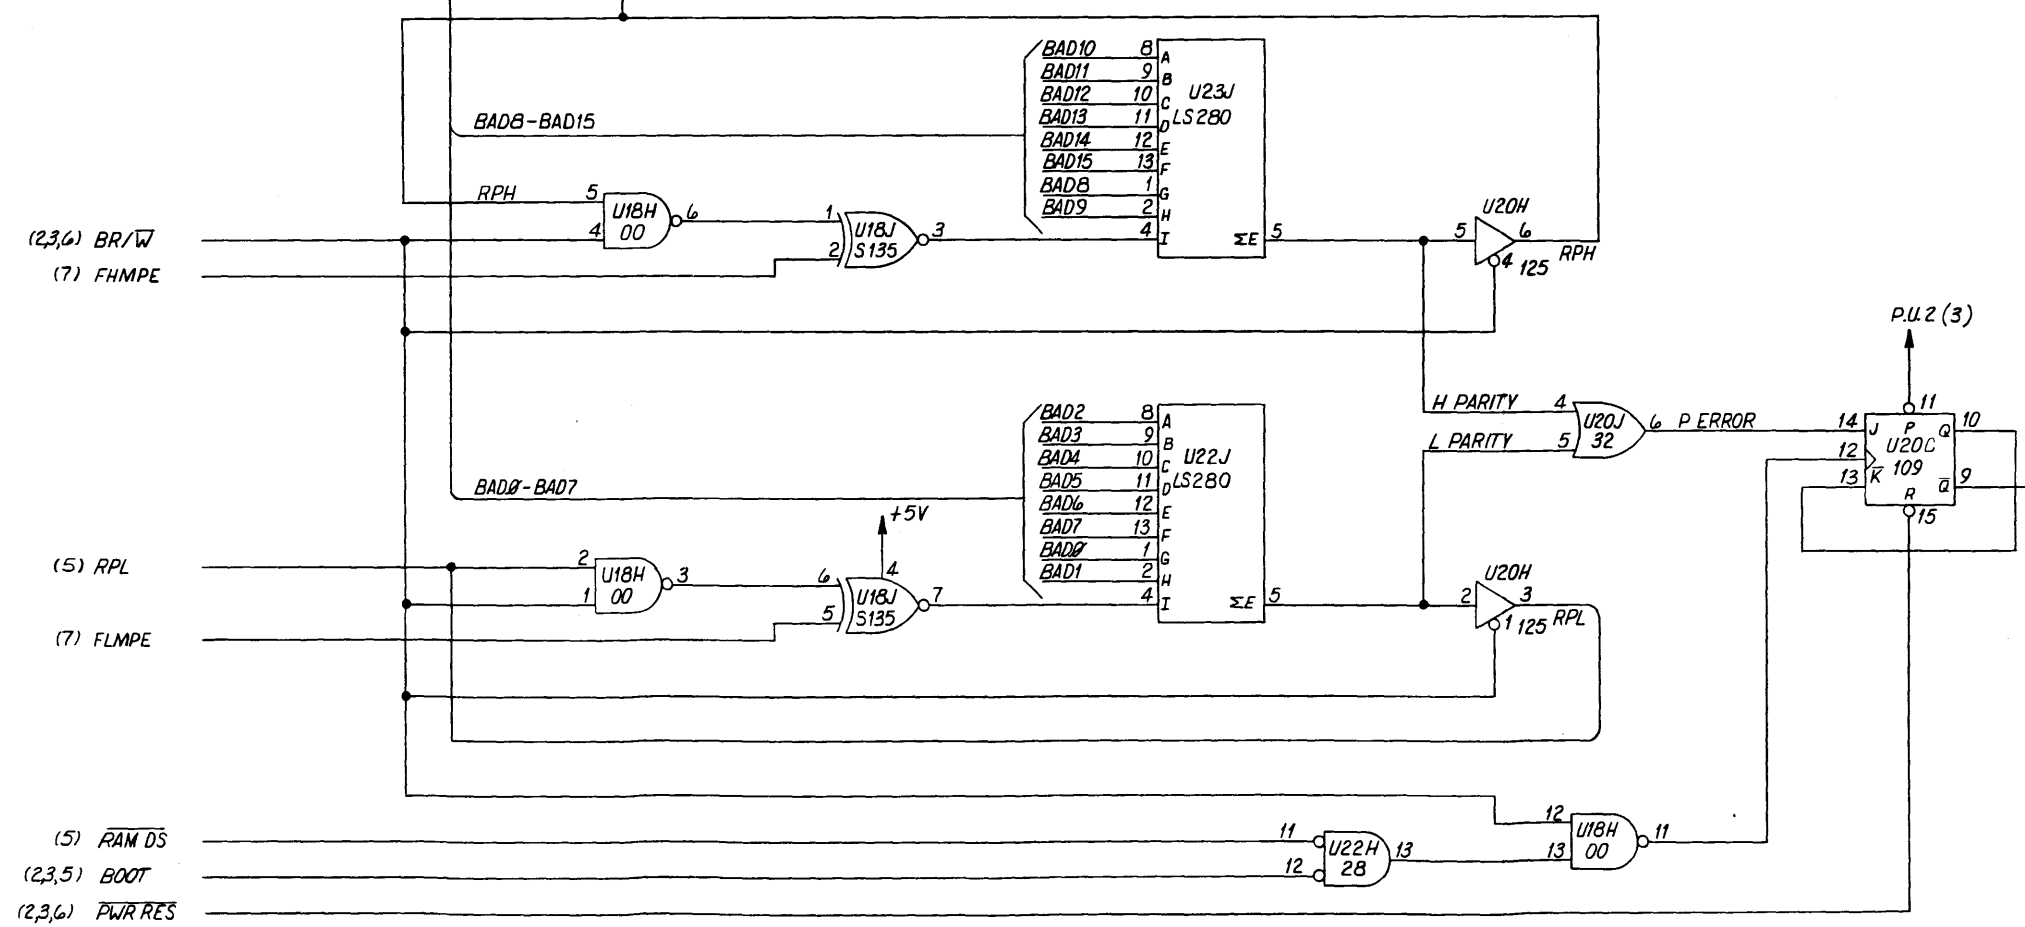 BAD10 8 A
BAD11 9 B
BAD12 10 C
BAD13 11 D
BAD14 12 E
BAD15 13 F
BAD8 1 G
BAD9 2 H
4 I
U23J
LS280
ΣE 5
BAD8-BAD15
RPH 5
4
U18H
00
6
1
2
U18J
S135
3
(2,3,6) BR/W̅
(7) FHMPE
U20H
5 6
4 125
RPH
P.U.2 (3)
H PARITY 4
L PARITY 5
U20J
32
6 P ERROR 14
12
13
11
J P Q 10
U20C
109
K̅ Q̅ 9
R
15
BAD2 8 A
BAD3 9 B
BAD4 10 C
BAD5 11 D
BAD6 12 E
BAD7 13 F
BADØ 1 G
BAD1 2 H
4 I
U22J
LS280
ΣE 5
BADØ-BAD7
+5V
4
(5) RPL
2
1
U18H
00
3
6
5
U18J
S135
7
(7) FLMPE
U20H
2 3
1 125
RPL
(5) R̅A̅M̅ D̅S̅
(2,3,5) BOOT
(2,3,6) P̅W̅R̅ R̅E̅S̅
11
12
U22H
28
13
12
13
U18H
00
11